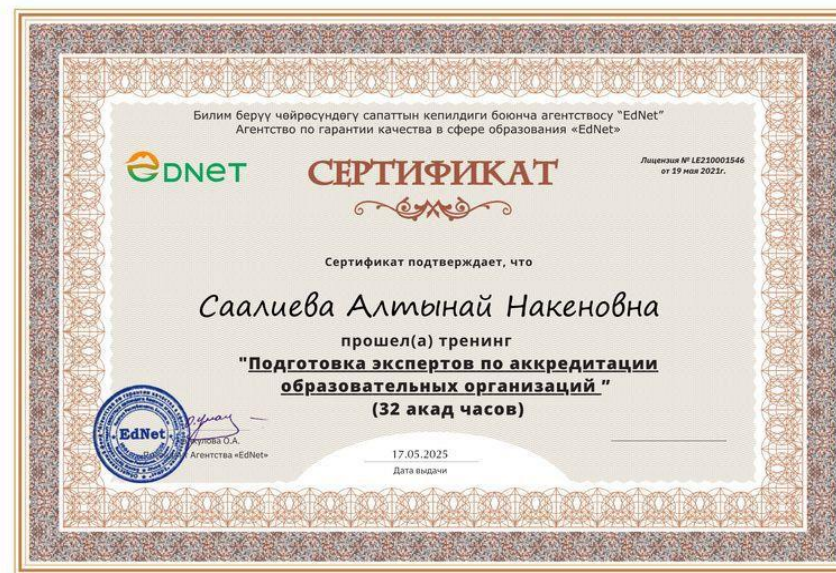 Билим берүү чөйрөсүндөгү сапаттын кепилдиги боюнча агентствосу "EdNet"
Агентство по гарантии качества в сфере образования «EdNet»
EDNET
СЕРТИФИКАТ
Лицензия № LE210001546
от 19 мая 2021г.
Сертификат подтверждает, что
Саалиева Алтынай Накеновна
прошел(а) тренинг
"Подготовка экспертов по аккредитации
образовательных организаций "
(32 акад часов)
EdNet
О.А.
Агентства «EdNet»
17.05.2025
Дата выдачи